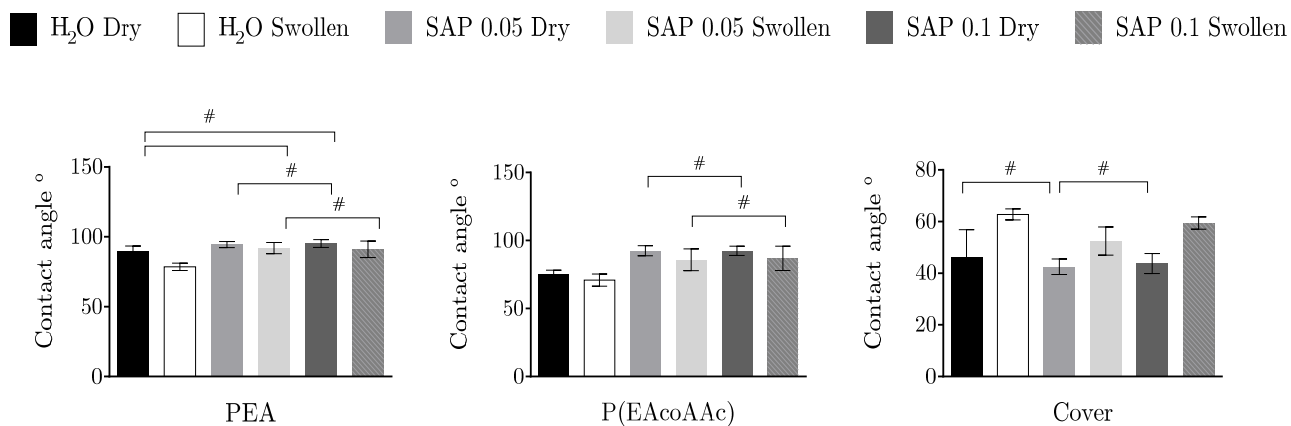 H₂O Dry H₂O Swollen SAP 0.05 Dry SAP 0.05 Swollen SAP 0.1 Dry SAP 0.1 Swollen
Contact angle º
150
100
50
0
#
#
#
PEA
Contact angle º
150
100
50
0
#
#
P(EAcoAAc)
Contact angle º
80
60
40
20
0
#
#
Cover